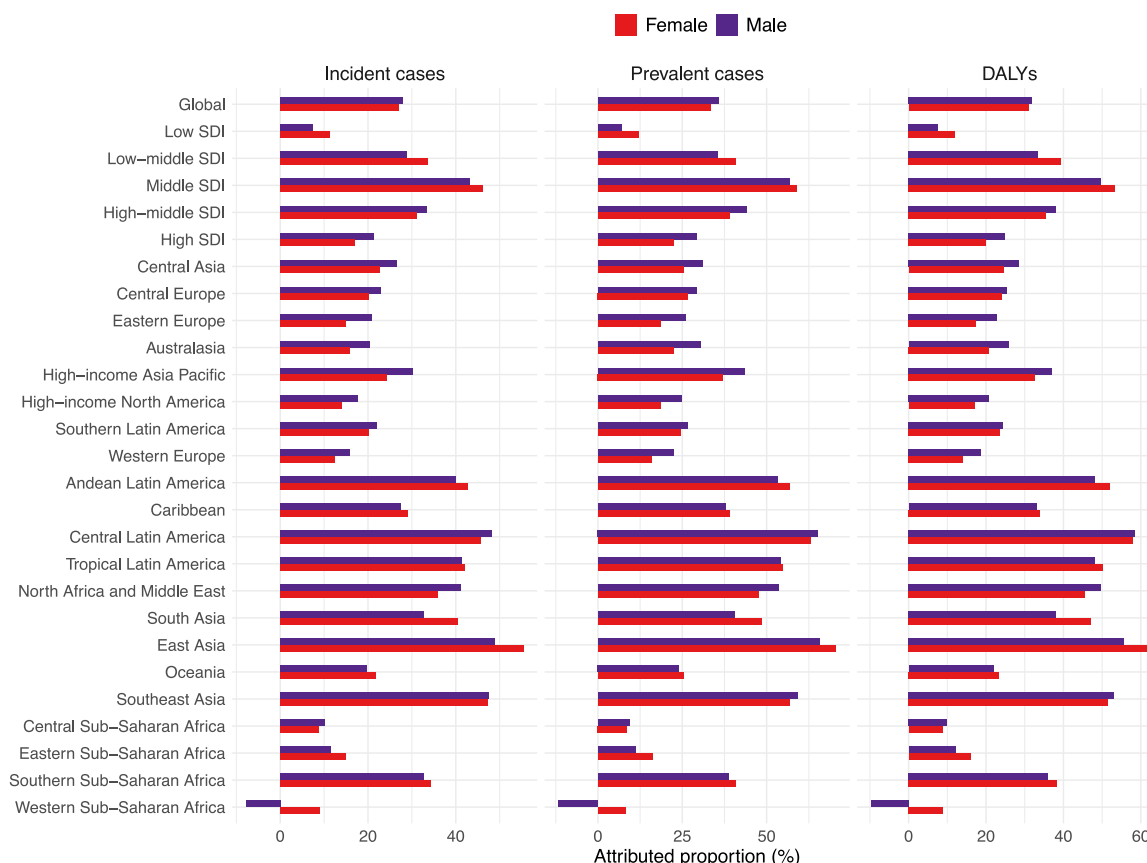 Female Male
Incident cases Prevalent cases DALYs
Global
Low SDI
Low−middle SDI
Middle SDI
High−middle SDI
High SDI
Central Asia
Central Europe
Eastern Europe
Australasia
High−income Asia Pacific
High−income North America
Southern Latin America
Western Europe
Andean Latin America
Caribbean
Central Latin America
Tropical Latin America
North Africa and Middle East
South Asia
East Asia
Oceania
Southeast Asia
Central Sub−Saharan Africa
Eastern Sub−Saharan Africa
Southern Sub−Saharan Africa
Western Sub−Saharan Africa
0 20 40 0 25 50 0 20 40 60
Attributed proportion (%)